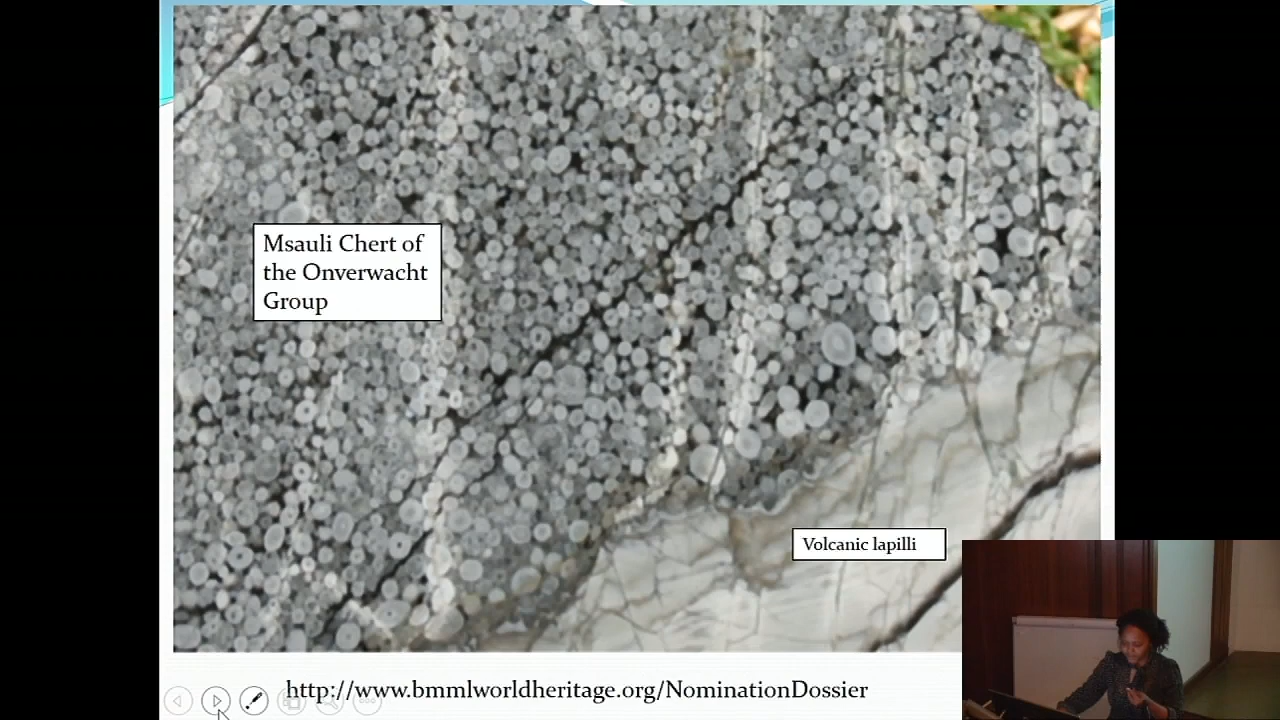 Msauli Chert of
the Onverwacht
Group
Volcanic lapilli
http://www.bmmlworldheritage.org/NominationDossier